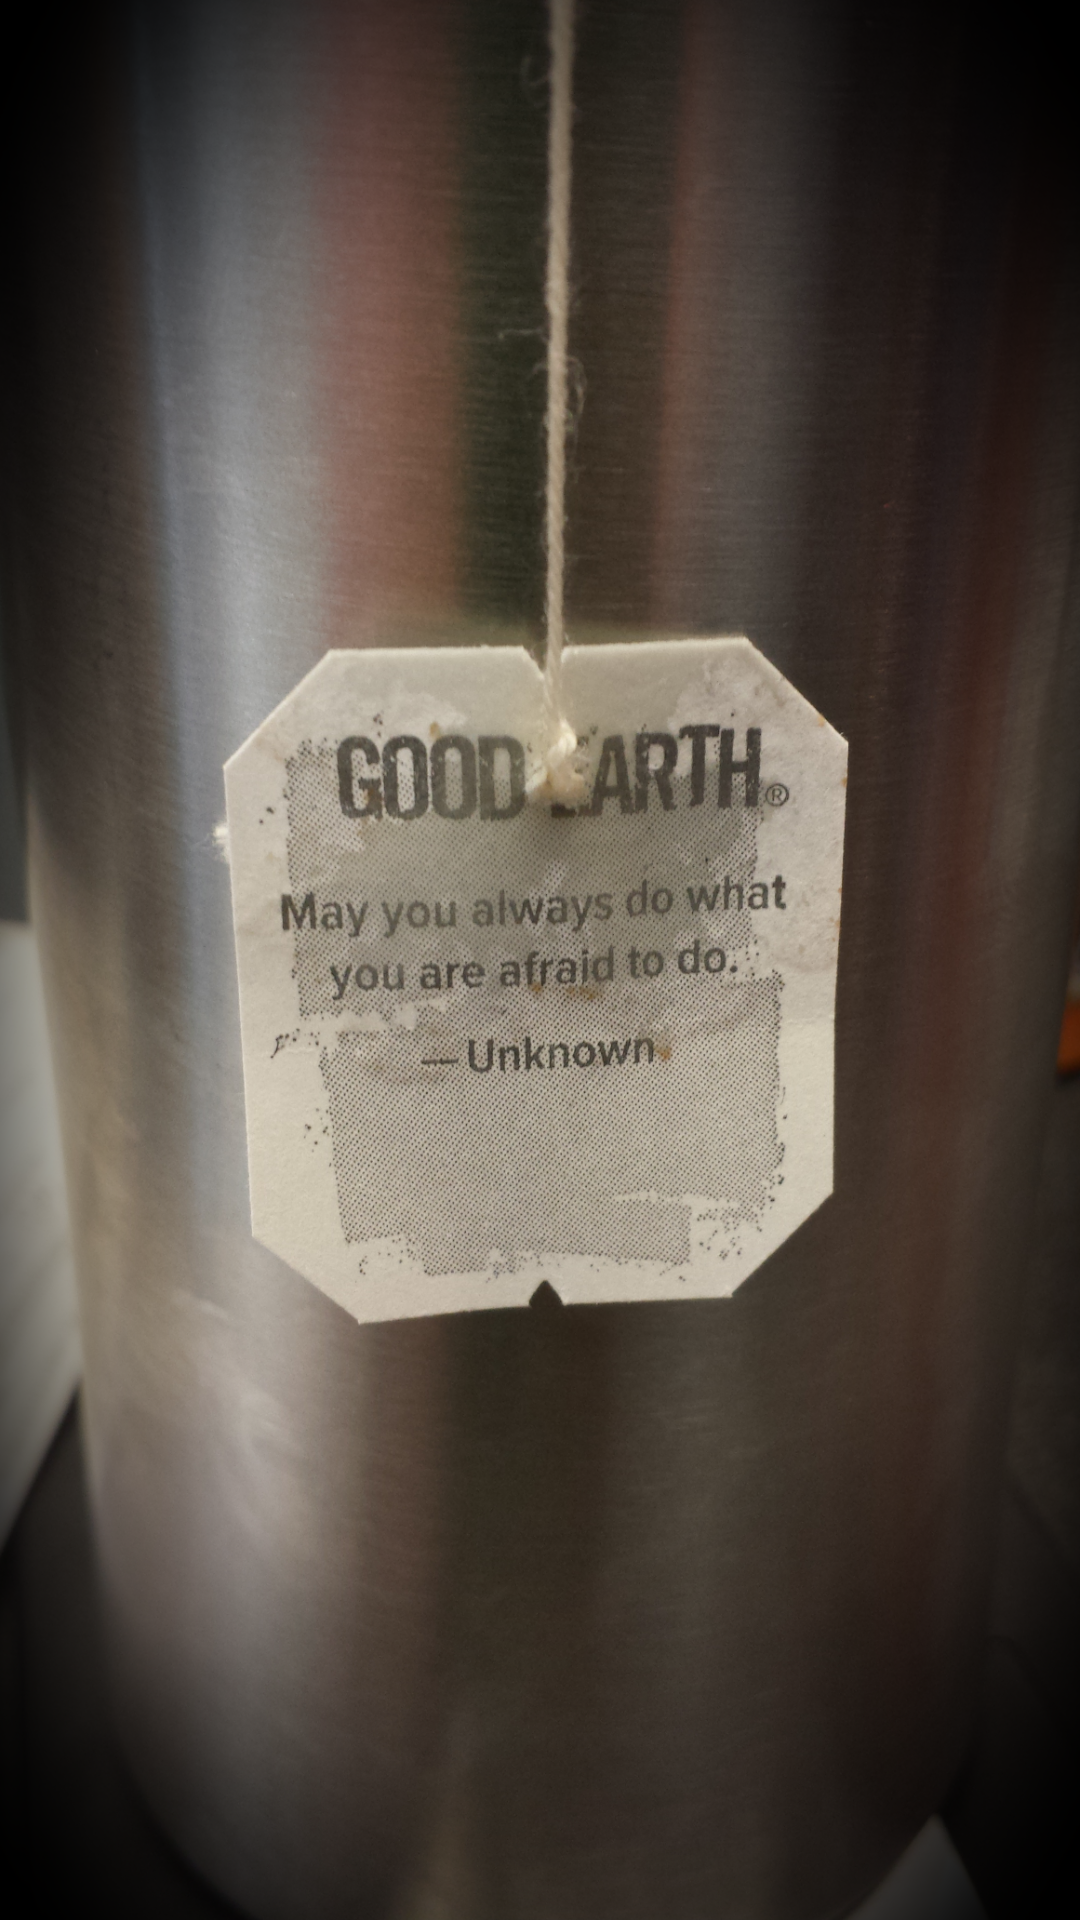 GOOD EARTH®
May you always do what
you are afraid to do.
— Unknown